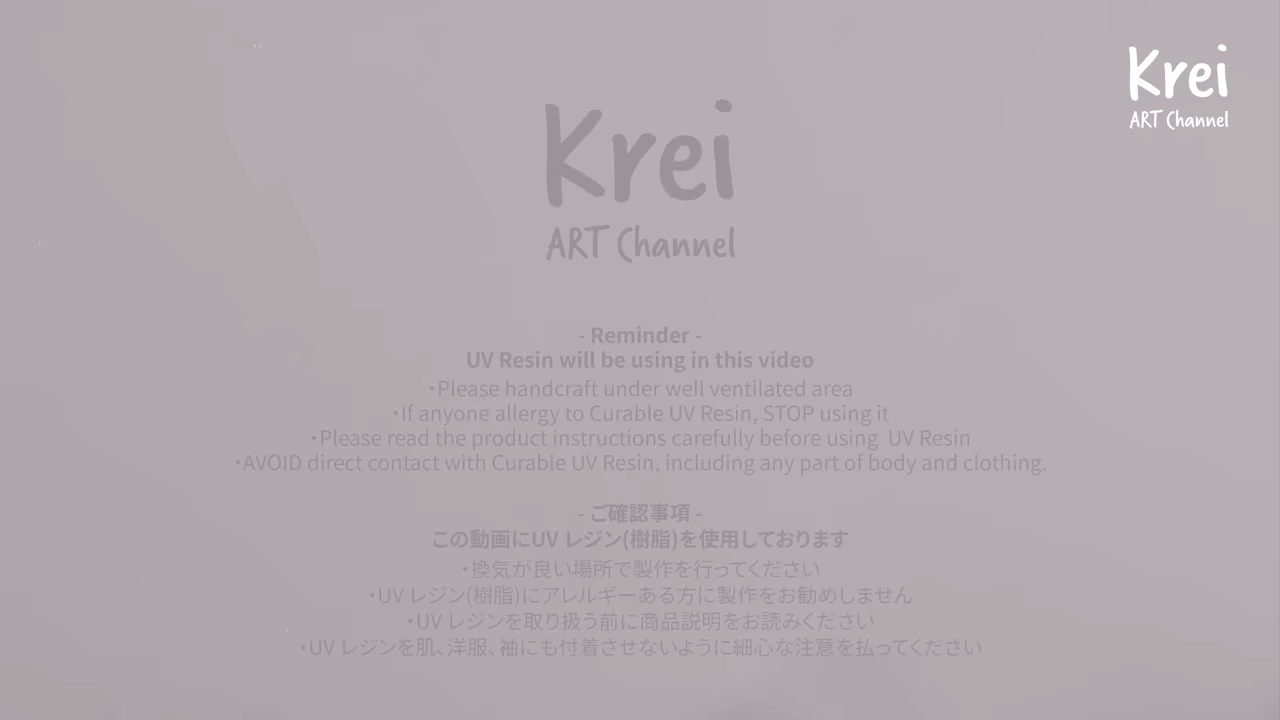 Krei
ART Channel
Krei
ART Channel
- Reminder -
UV Resin will be using in this video
・Please handcraft under well ventilated area
・If anyone allergy to Curable UV Resin, STOP using it
・Please read the product instructions carefully before using  UV Resin
・AVOID direct contact with Curable UV Resin, including any part of body and clothing.
- ご確認事項 -
この動画にUV レジン(樹脂)を使用しております
・換気が良い場所で製作を行ってください
・UV レジン(樹脂)にアレルギーある方に製作をお勧めしません
・UV レジンを取り扱う前に商品説明をお読みください
・UV レジンを肌、洋服、袖にも付着させないように細心な注意を払ってください